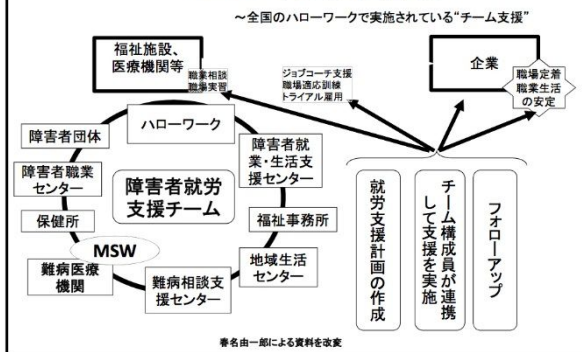 ～全国のハローワークで実施されている“チーム支援”
福祉施設、
医療機関等
職業相談
職場実習
ジョブコーチ支援
職場適応訓練
トライアル雇用
企業
職場定着
職業生活
の安定
ハローワーク
障害者団体
障害者職業
センター
保健所
MSW
難病医療
機関
難病相談支
援センター
地域生活
センター
福祉事務所
障害者就
業・生活支
援センター
障害者就労
支援チーム
就労支援計画の作成
チーム構成員が連携
して支援を実施
フォローアップ
春名由一郎による資料を改変